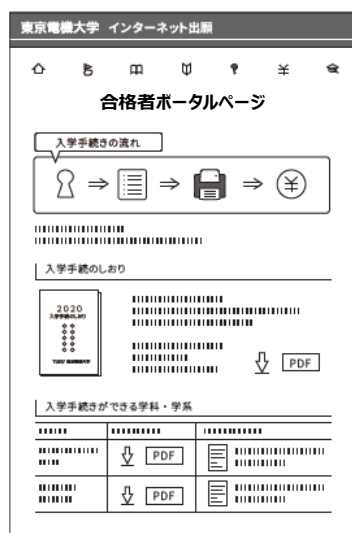 東京電機大学 インターネット出願
合格者ポータルページ
入学手続きの流れ
入学手続のしおり
2020
入学手続のしおり
PDF
入学手続きができる学科・学系
PDF
PDF